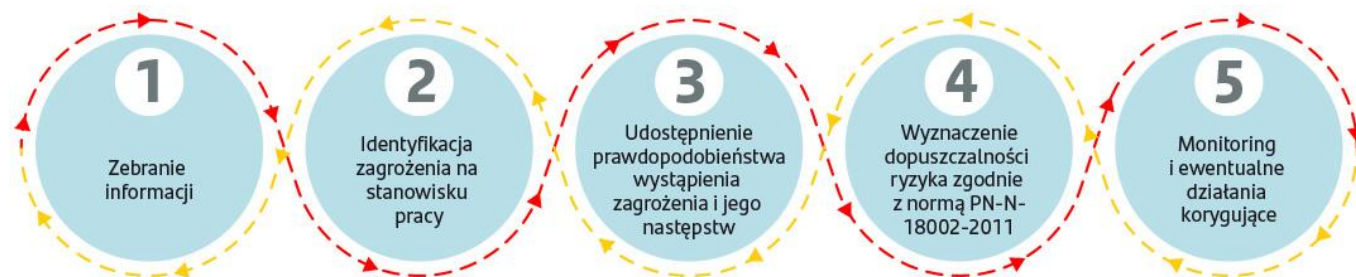 1
Zebranie
informacji
2
Identyfikacja
zagrożenia na
stanowisku
pracy
3
Udostępnienie
prawdopodobieństwa
wystąpienia
zagrożenia i jego
następstw
4
Wyznaczenie
dopuszczalności
ryzyka zgodnie
z normą PN-N-
18002-2011
5
Monitoring
i ewentualne
działania
korygujące